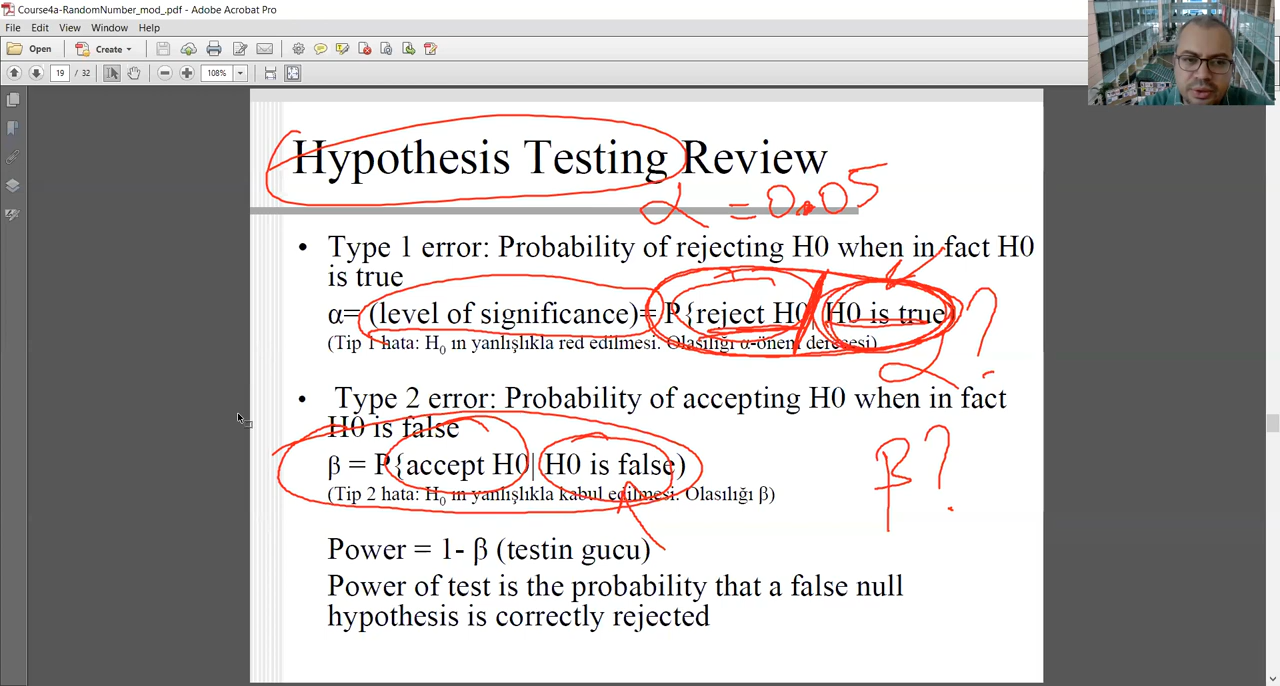 Course4a-RandomNumber_mod_.pdf - Adobe Acrobat Pro
File Edit View Window Help
Open Create
19 / 32 108%
Hypothesis Testing Review
α = 0.05
• Type 1 error: Probability of rejecting H0 when in fact H0
is true
α= (level of significance)= P{reject H0| H0 is true)
(Tip 1 hata: H0 ın yanlışlıkla red edilmesi. Olasılığı α-önem derecesi)
α ?
• Type 2 error: Probability of accepting H0 when in fact
H0 is false
β = P{accept H0| H0 is false)
(Tip 2 hata: H0 ın yanlışlıkla kabul edilmesi. Olasılığı β)
β ?
Power = 1- β (testin gucu)
Power of test is the probability that a false null
hypothesis is correctly rejected